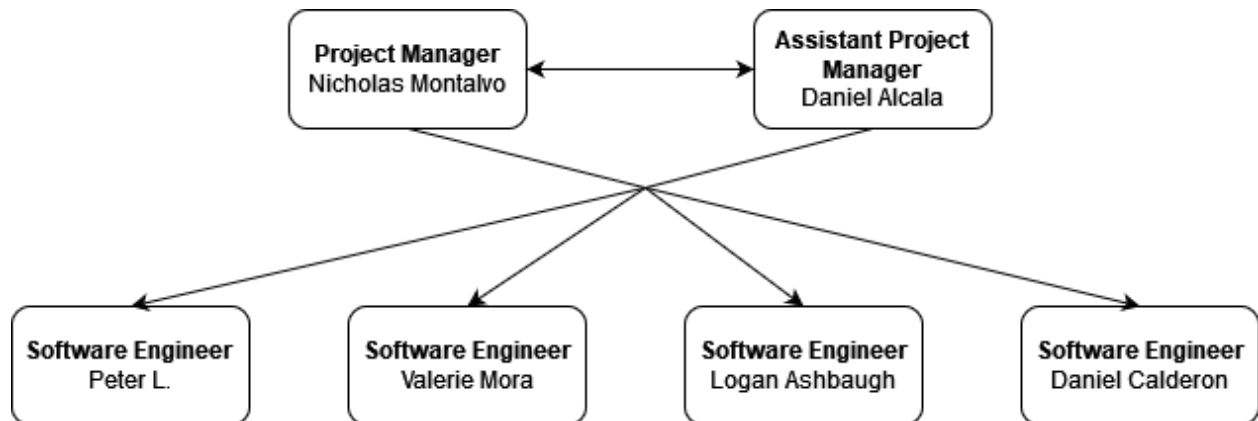 Project Manager
Nicholas Montalvo
Assistant Project
Manager
Daniel Alcala
Software Engineer
Peter L.
Software Engineer
Valerie Mora
Software Engineer
Logan Ashbaugh
Software Engineer
Daniel Calderon